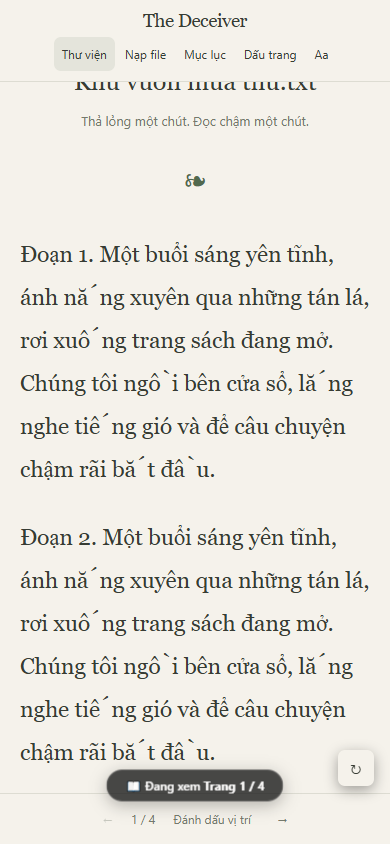 The Deceiver
Thư viện Nạp file Mục lục Dấu trang Aa
Khu vườn mùa thu.txt
Thả lỏng một chút. Đọc chậm một chút.
Đoạn 1. Một buổi sáng yên tĩnh,
ánh nắng xuyên qua những tán lá,
rơi xuống trang sách đang mở.
Chúng tôi ngồi bên cửa sổ, lắng
nghe tiếng gió và để câu chuyện
chậm rãi bắt đầu.
Đoạn 2. Một buổi sáng yên tĩnh,
ánh nắng xuyên qua những tán lá,
rơi xuống trang sách đang mở.
Chúng tôi ngồi bên cửa sổ, lắng
nghe tiếng gió và để câu chuyện
chậm rãi bắt đầu.
Đang xem Trang 1 / 4
← 1 / 4 Đánh dấu vị trí →